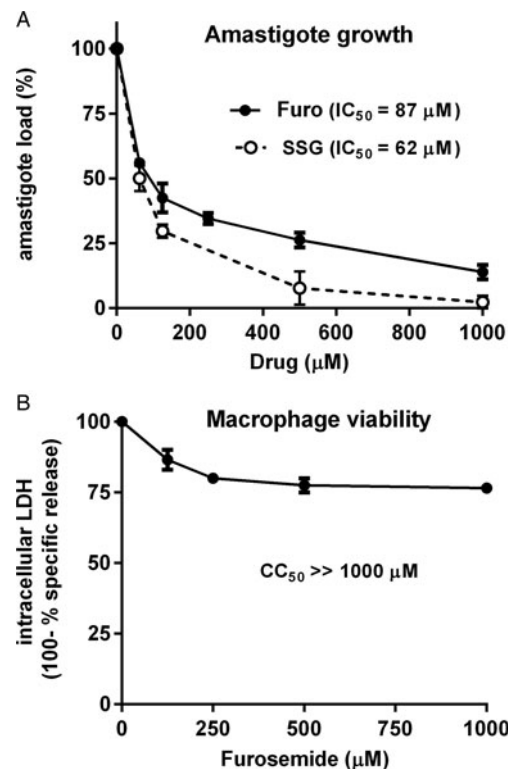 A
Amastigote growth
100
75
50
25
0
amastigote load (%)
Furo (IC₅₀ = 87 μM)
SSG (IC₅₀ = 62 μM)
0 200 400 600 800 1000
Drug (μM)
B
Macrophage viability
100
75
50
25
0
intracellular LDH
(100- % specific release)
CC₅₀ >> 1000 μM
0 250 500 750 1000
Furosemide (μM)